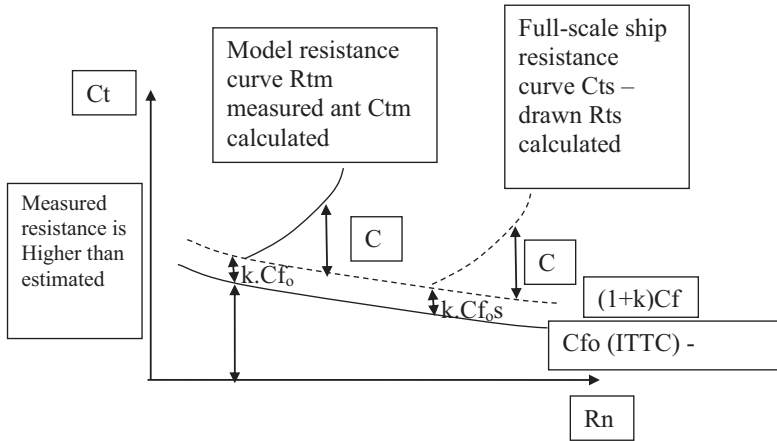 Ct
Model resistance
curve Rtm
measured ant Ctm
calculated
Full-scale ship
resistance
curve Cts –
drawn Rts
calculated
Measured
resistance is
Higher than
estimated
C
C
k.Cfₒ
k.Cfₒs
(1+k)Cf
Cfo (ITTC) -
Rn